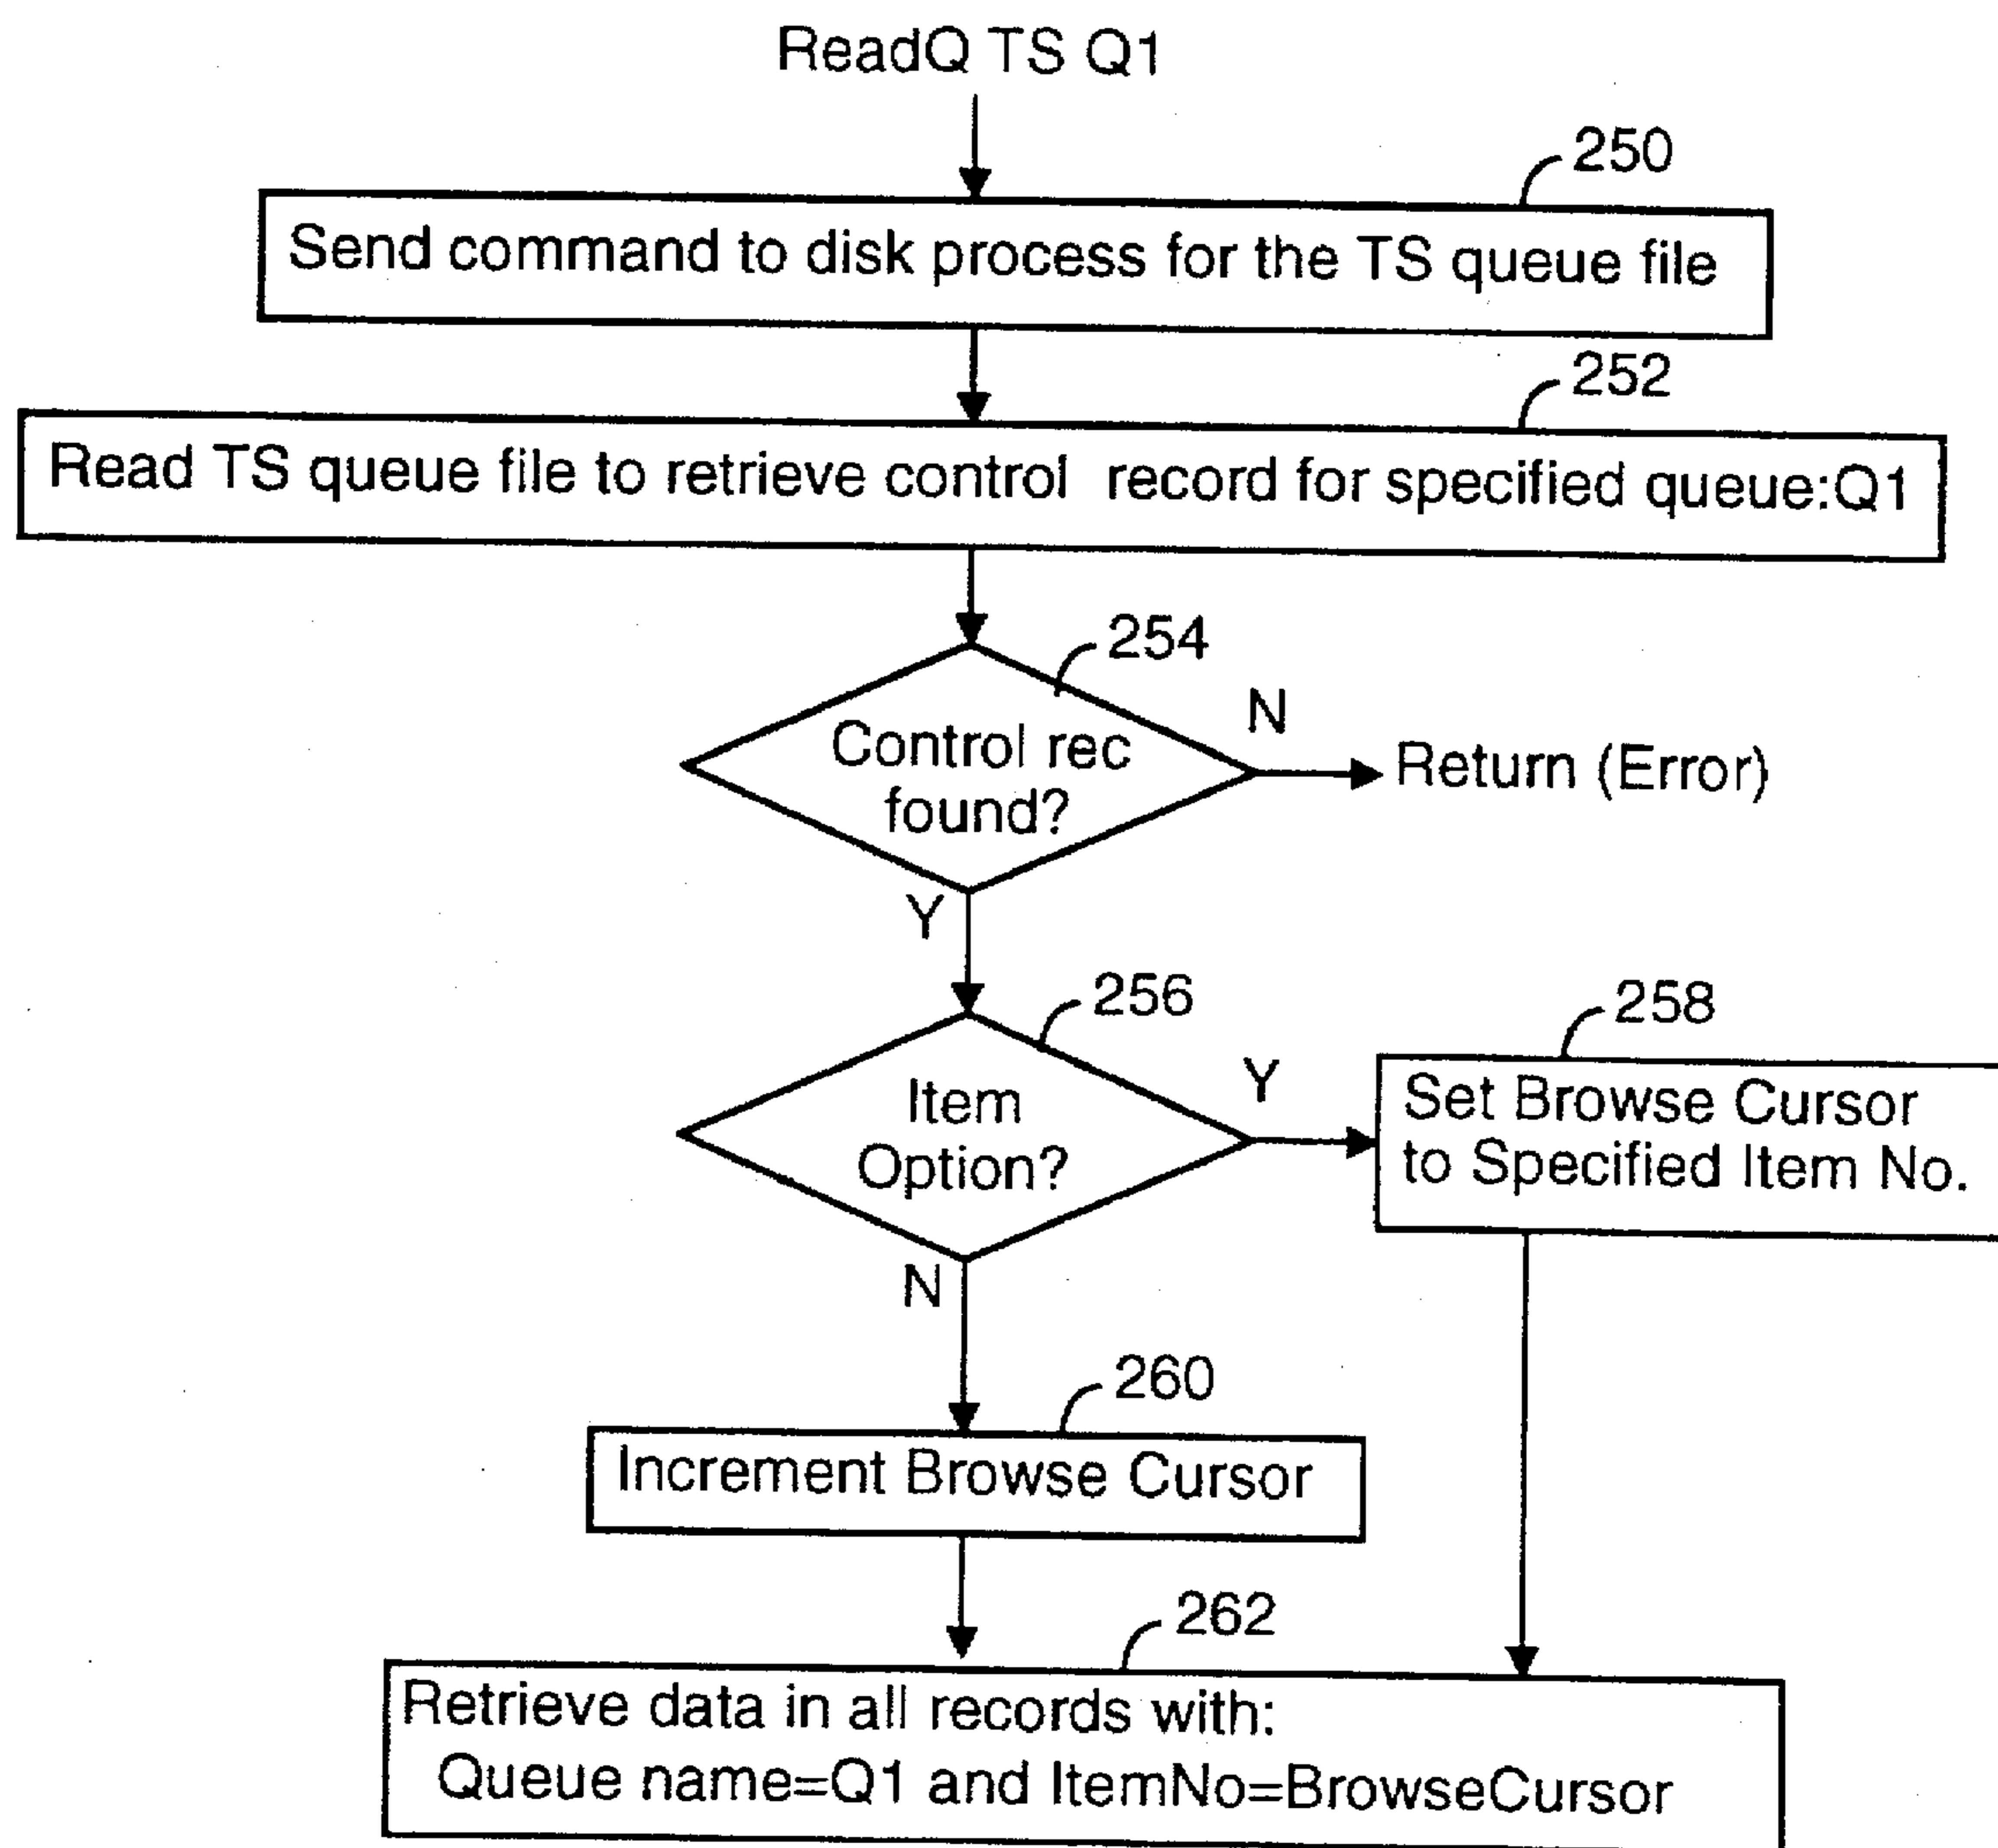 ReadQ TS Q1
250
Send command to disk process for the TS queue file
252
Read TS queue file to retrieve control record for specified queue:Q1
254
Control rec
found?
N
Return (Error)
Y
256
Item
Option?
Y
258
Set Browse Cursor
to Specified Item No.
N
260
Increment Browse Cursor
262
Retrieve data in all records with:
Queue name=Q1 and ItemNo=BrowseCursor